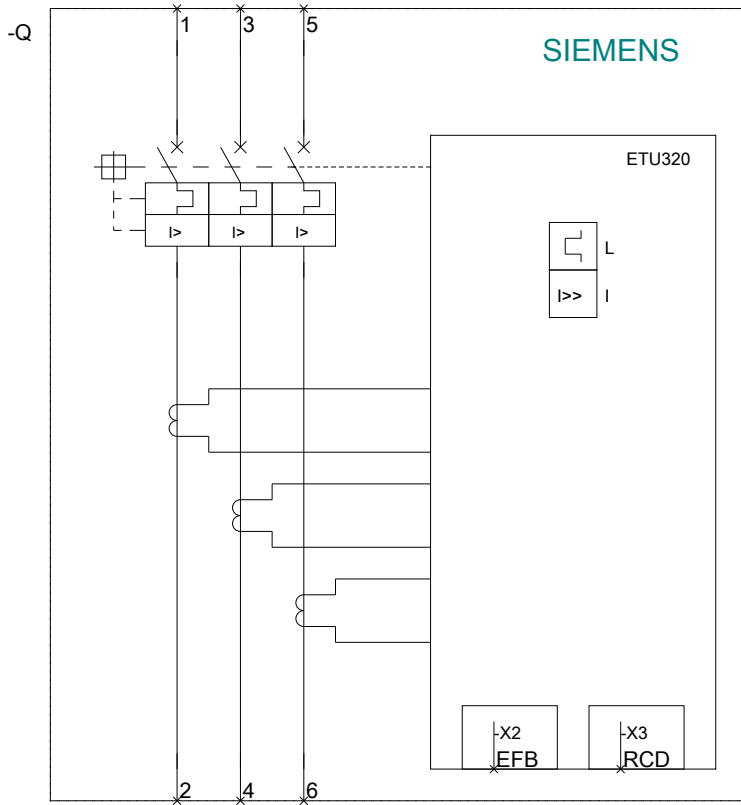 -Q
1 3 5
SIEMENS
ETU320
I> I> I>
L
I>> I
-X2 -X3
EFB RCD
2 4 6